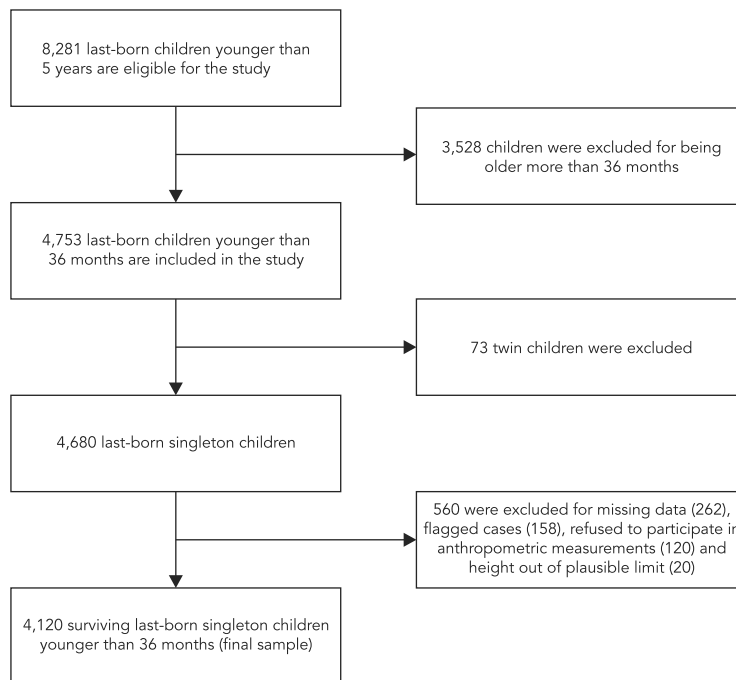 8,281 last-born children younger than
5 years are eligible for the study
3,528 children were excluded for being
older more than 36 months
4,753 last-born children younger than
36 months are included in the study
73 twin children were excluded
4,680 last-born singleton children
560 were excluded for missing data (262),
flagged cases (158), refused to participate in
anthropometric measurements (120) and
height out of plausible limit (20)
4,120 surviving last-born singleton children
younger than 36 months (final sample)